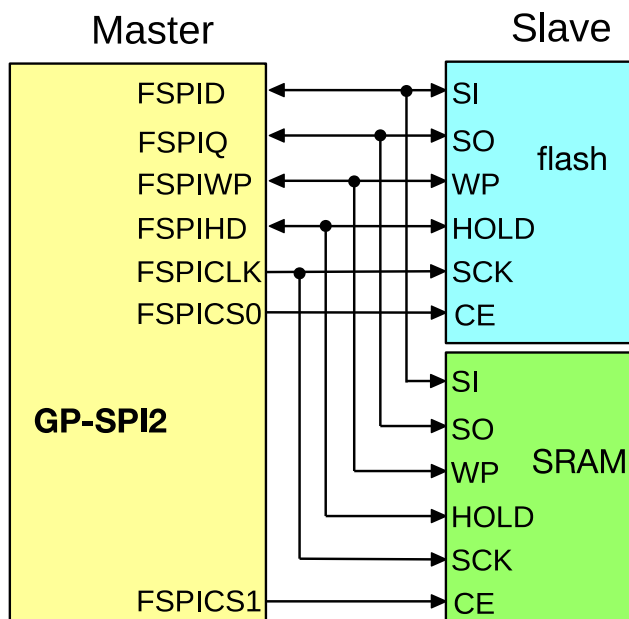 Master
Slave
FSPID
FSPIQ
FSPIWP
FSPIHD
FSPICLK
FSPICS0
GP-SPI2
FSPICS1
SI
SO
WP
HOLD
SCK
CE
flash
SI
SO
WP
HOLD
SCK
CE
SRAM